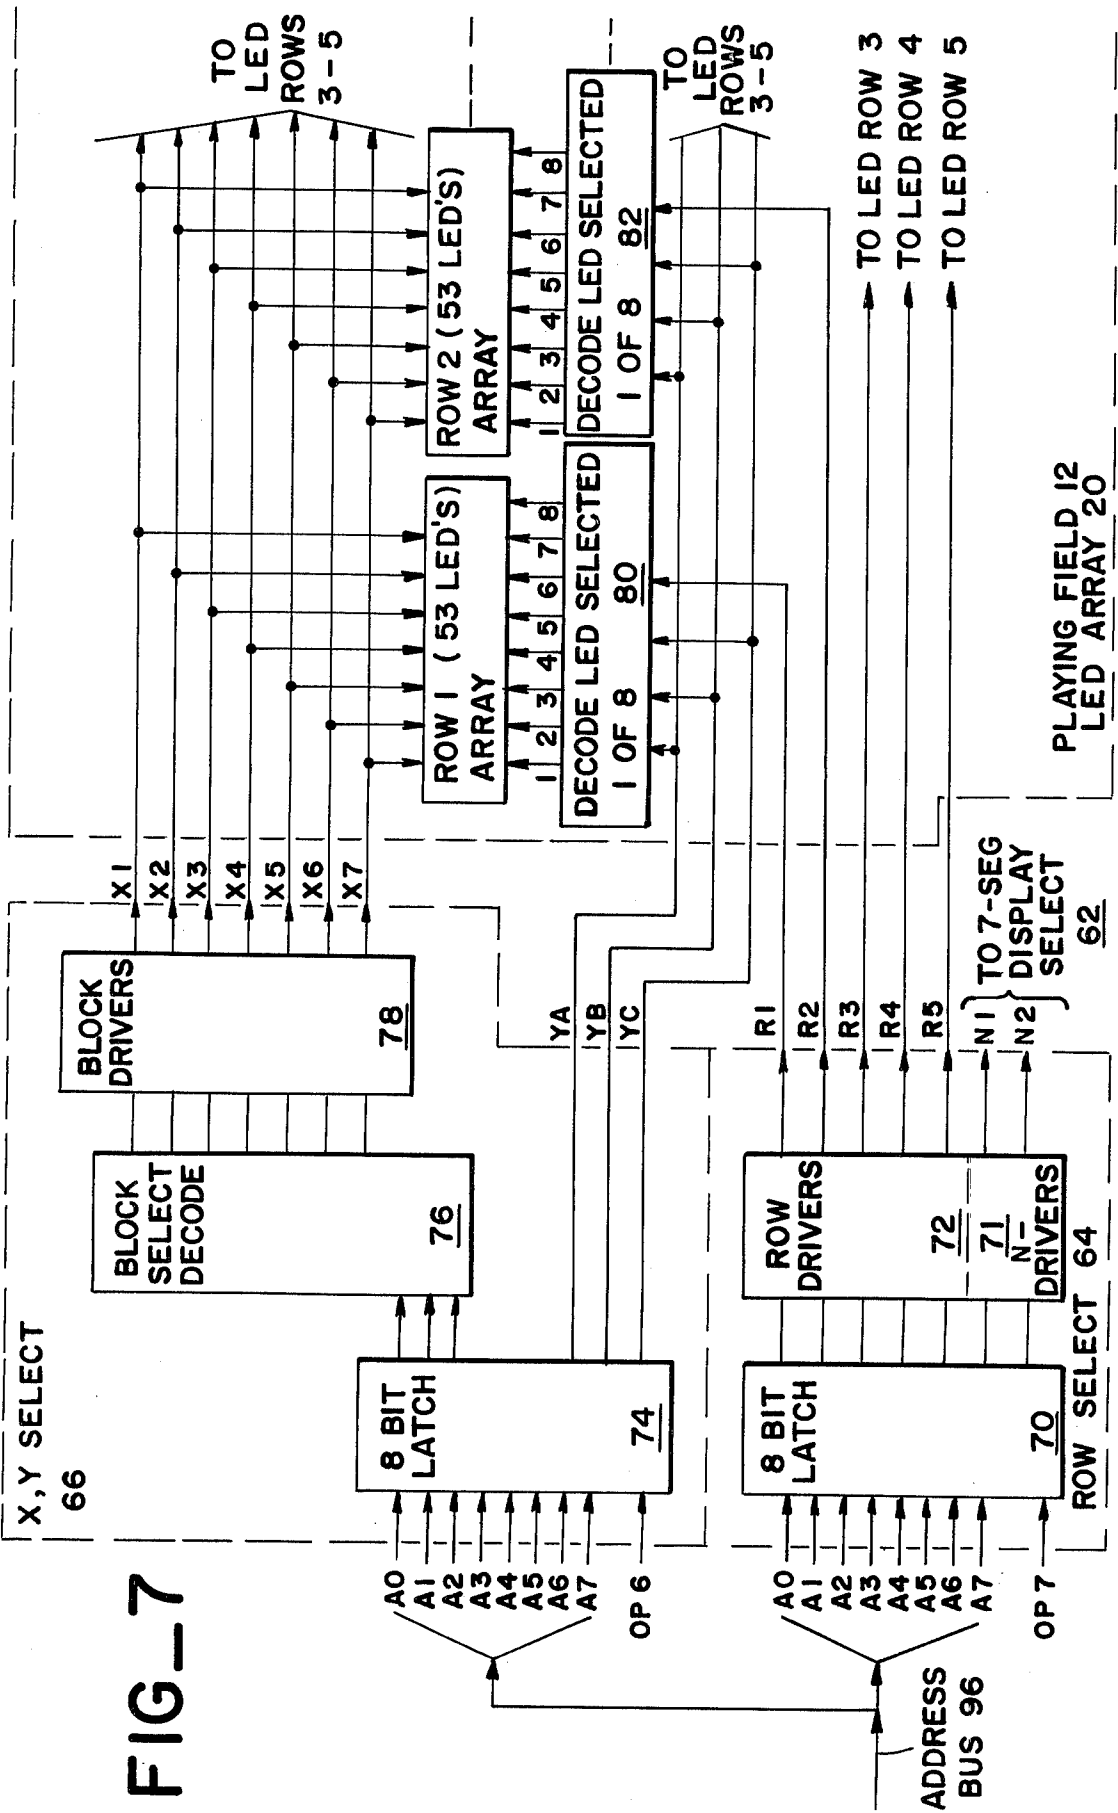 FIG_7
X,Y SELECT
66
BLOCK
SELECT
DECODE
76
BLOCK
DRIVERS
78
X1
X2
X3
X4
X5
X6
X7
TO
LED
ROWS
3-5
A0
A1
A2
A3
A4
A5
A6
A7
OP 6
8 BIT
LATCH
74
YA
YB
YC
ROW 1 ( 53 LED'S)
ARRAY
1 2 3 4 5 6 7 8
DECODE LED SELECTED
1 OF 8 80
ROW 2 ( 53 LED'S)
ARRAY
1 2 3 4 5 6 7 8
DECODE LED SELECTED
1 OF 8 82
TO
LED
ROWS
3-5
ADDRESS
BUS 96
A0
A1
A2
A3
A4
A5
A6
A7
OP 7
8 BIT
LATCH
70
ROW SELECT 64
ROW
DRIVERS
72
71
N-
DRIVERS
R1
R2
R3
R4
R5
N1
N2
TO 7-SEG
DISPLAY
SELECT
62
TO LED ROW 3
TO LED ROW 4
TO LED ROW 5
PLAYING FIELD 12
LED ARRAY 20